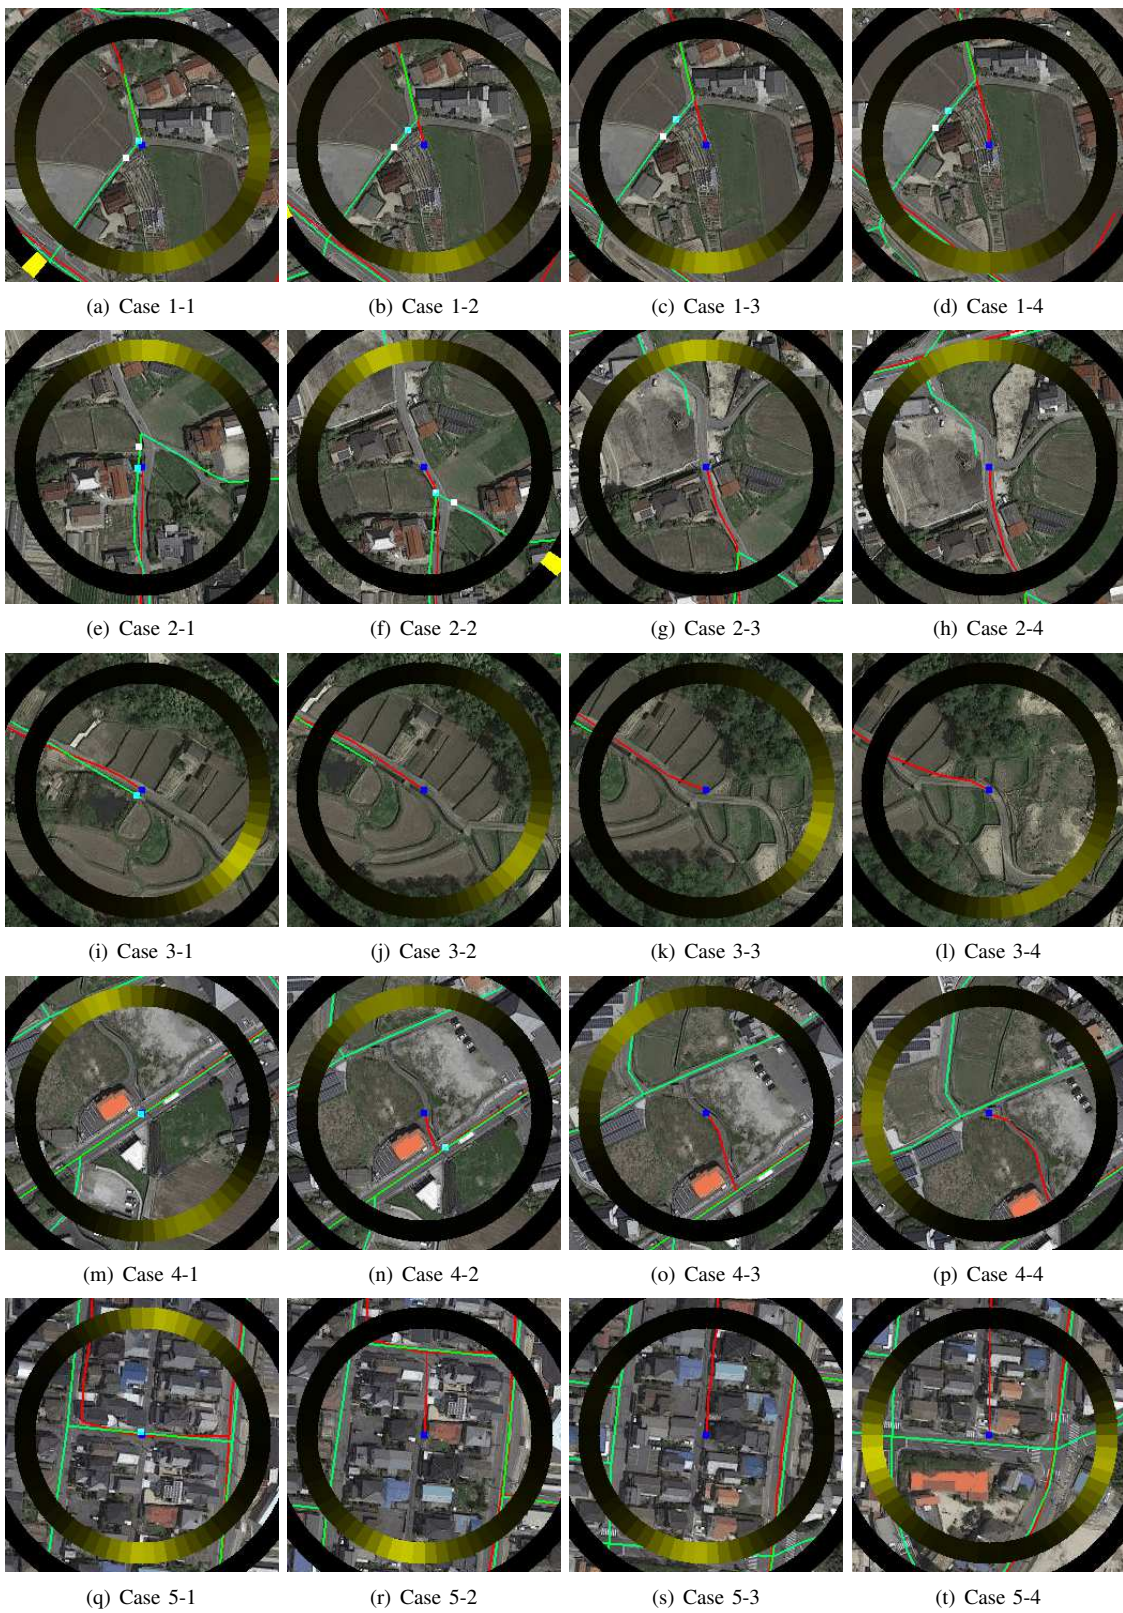 (a) Case 1-1
(b) Case 1-2
(c) Case 1-3
(d) Case 1-4
(e) Case 2-1
(f) Case 2-2
(g) Case 2-3
(h) Case 2-4
(i) Case 3-1
(j) Case 3-2
(k) Case 3-3
(l) Case 3-4
(m) Case 4-1
(n) Case 4-2
(o) Case 4-3
(p) Case 4-4
(q) Case 5-1
(r) Case 5-2
(s) Case 5-3
(t) Case 5-4